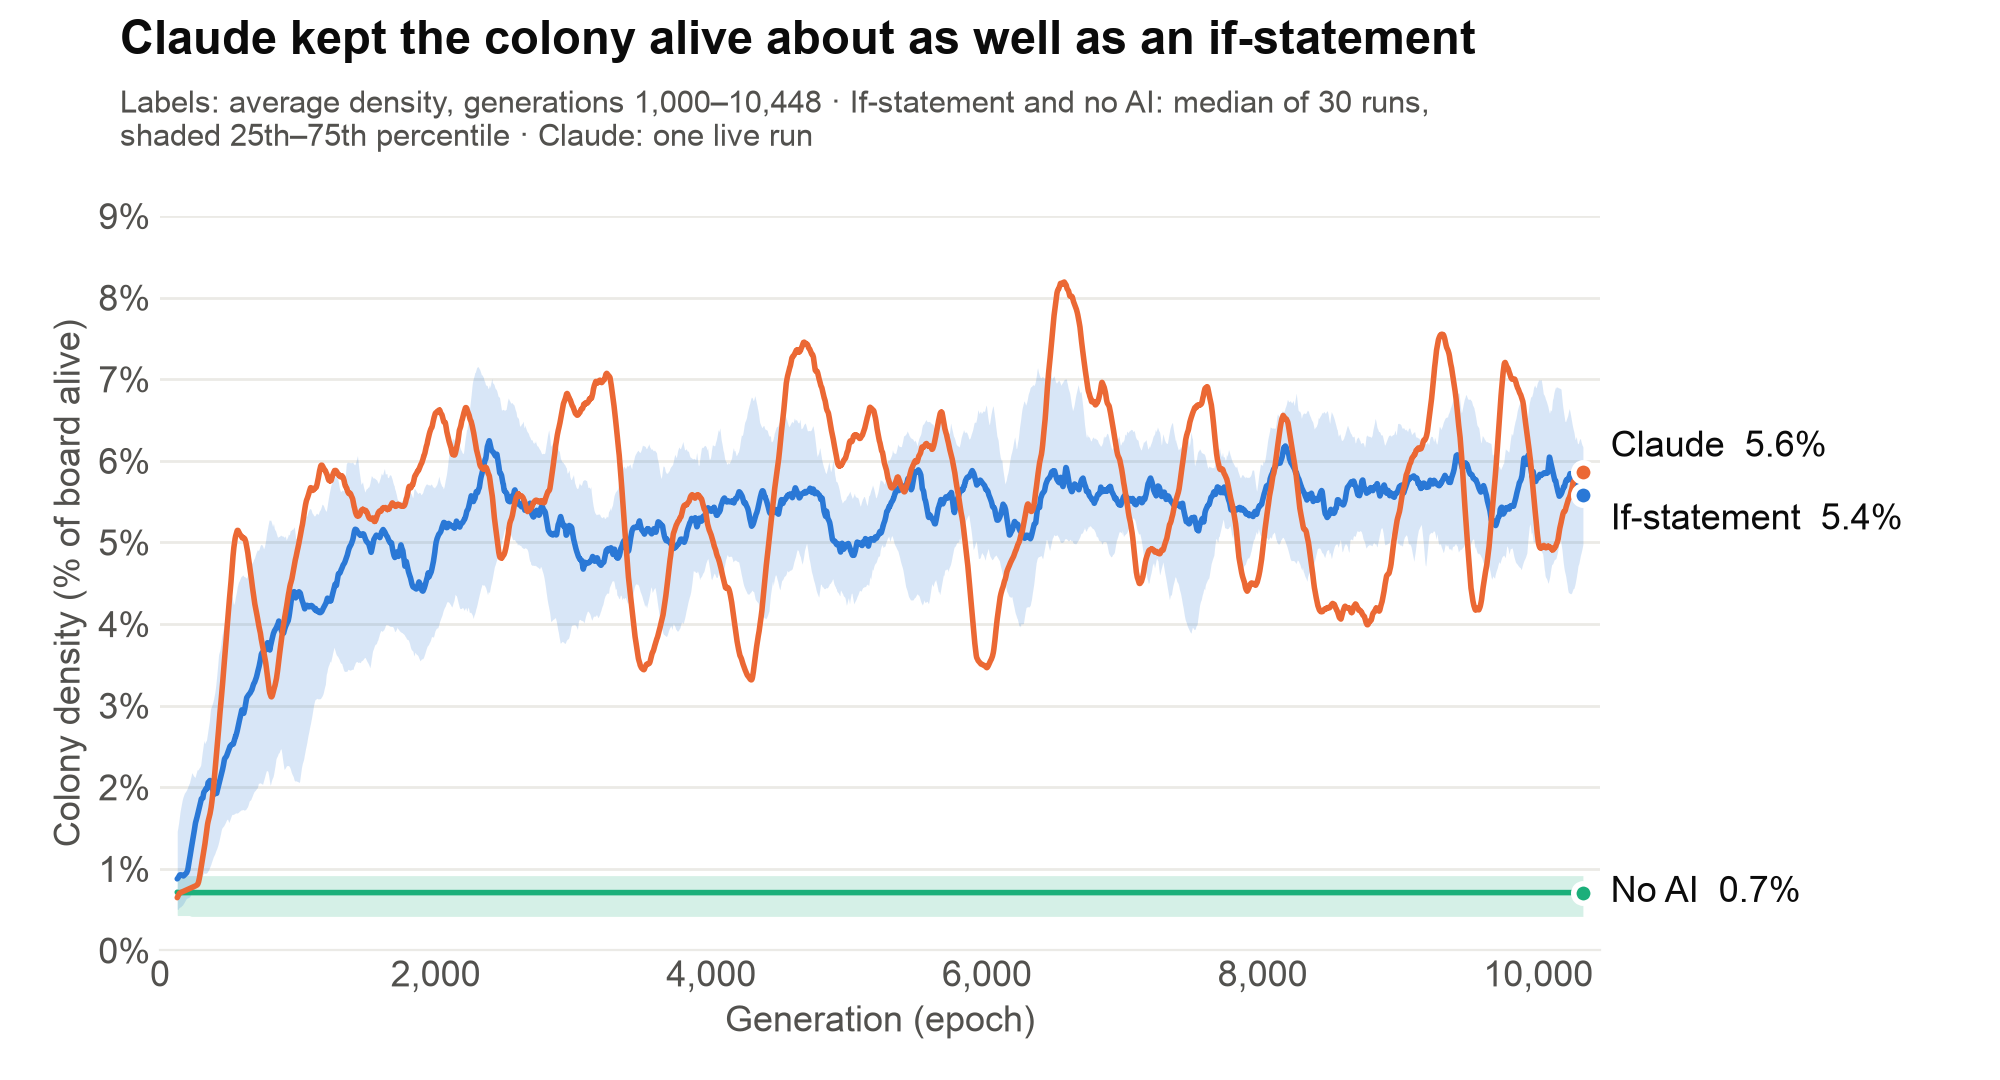 Claude kept the colony alive about as well as an if-statement
Labels: average density, generations 1,000–10,448 · If-statement and no AI: median of 30 runs,
shaded 25th–75th percentile · Claude: one live run
Colony density (% of board alive)
9%
8%
7%
6%
5%
4%
3%
2%
1%
0%
Claude 5.6%
If-statement 5.4%
No AI 0.7%
0 2,000 4,000 6,000 8,000 10,000
Generation (epoch)